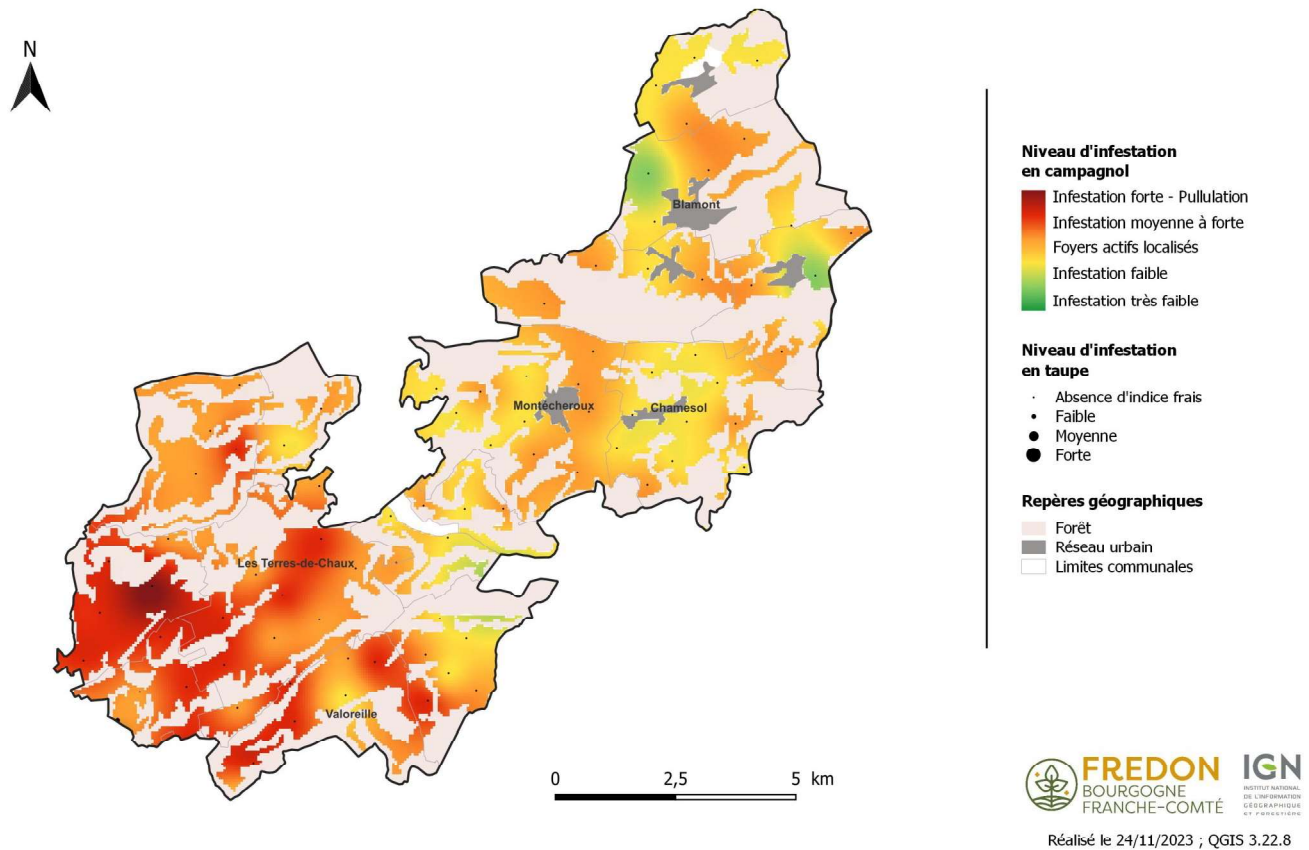 N
Blamont
Montécheroux
Chamesol
Les Terres-de-Chaux
Valoreille
0 2,5 5 km
Niveau d'infestation
en campagnol
Infestation forte - Pullulation
Infestation moyenne à forte
Foyers actifs localisés
Infestation faible
Infestation très faible
Niveau d'infestation
en taupe
Absence d'indice frais
Faible
Moyenne
Forte
Repères géographiques
Forêt
Réseau urbain
Limites communales
FREDON
BOURGOGNE
FRANCHE-COMTÉ
IGN
INSTITUT NATIONAL
DE L'INFORMATION
GÉOGRAPHIQUE
ET FORESTIÈRE
Réalisé le 24/11/2023 ; QGIS 3.22.8